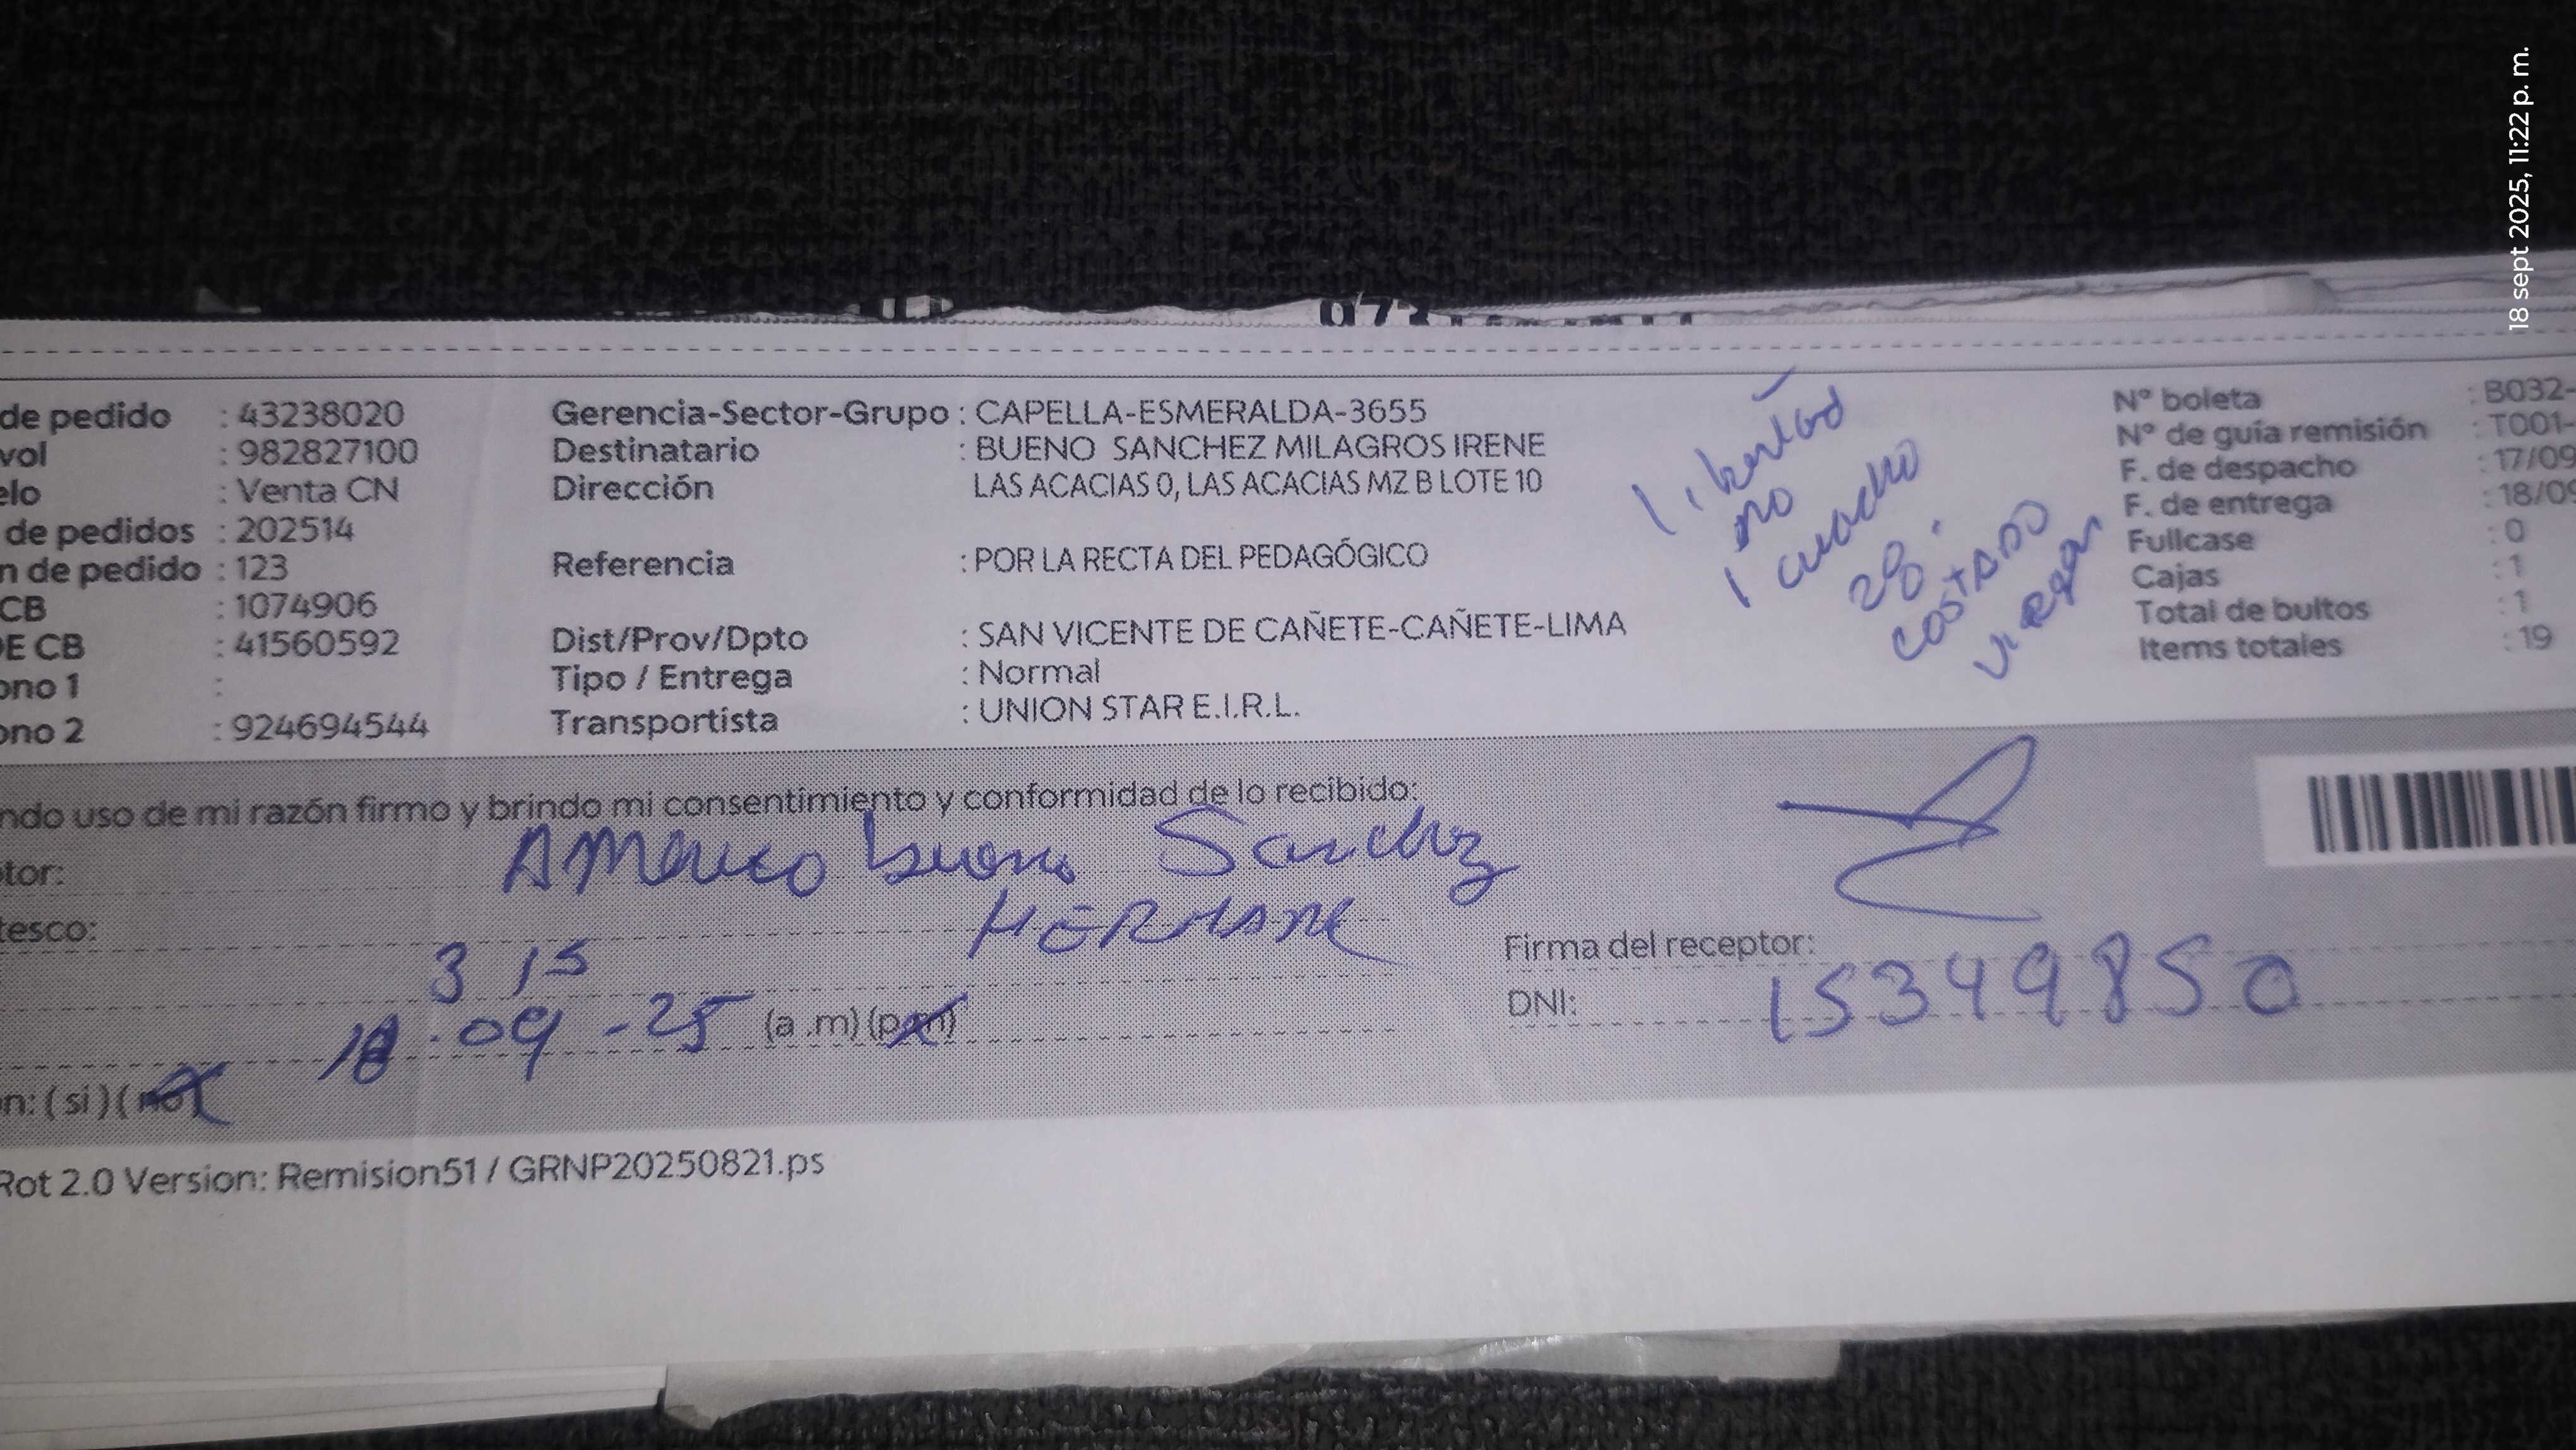 de pedido : 43238020
vol : 982827100
elo : Venta CN
de pedidos : 202514
n de pedido : 123
CB : 1074906
E CB : 41560592
ono 1 :
ono 2 : 924694544
Gerencia-Sector-Grupo : CAPELLA-ESMERALDA-3655
Destinatario : BUENO SANCHEZ MILAGROS IRENE
Dirección LAS ACACIAS 0, LAS ACACIAS MZ B LOTE 10
Referencia : POR LA RECTA DEL PEDAGÓGICO
Dist/Prov/Dpto : SAN VICENTE DE CAÑETE-CAÑETE-LIMA
Tipo / Entrega : Normal
Transportista : UNION STAR E.I.R.L.
no
28.
COSTADO
Nº boleta : B032-
Nº de guía remisión : T001-
F. de despacho : 17/09
F. de entrega : 18/09
Fullcase : 0
Cajas : 1
Total de bultos : 1
Items totales : 19
ndo uso de mi razón firmo y brindo mi consentimiento y conformidad de lo recibido:
tor: Americo bueno Sanchez
tesco: HERMANO
3 15
18.09-25 (a .m) (p.m)
n: ( si ) ( no )
Firma del receptor:
DNI: 15349850
Rot 2.0 Version: Remision51 / GRNP20250821.ps
18 sept 2025, 11:22 p. m.